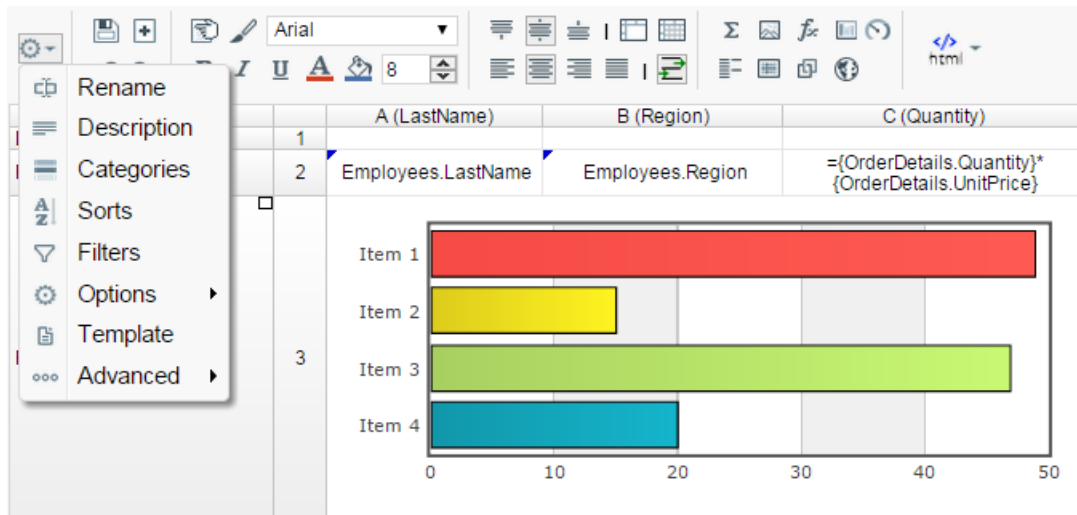 Arial
B I U A 8
Σ fx </> html
Rename
Description
Categories
A Z Sorts
Filters
Options
Template
Advanced
A (LastName) B (Region) C (Quantity)
1
2 Employees.LastName Employees.Region ={OrderDetails.Quantity}*
{OrderDetails.UnitPrice}
3
Item 1
Item 2
Item 3
Item 4
0 10 20 30 40 50